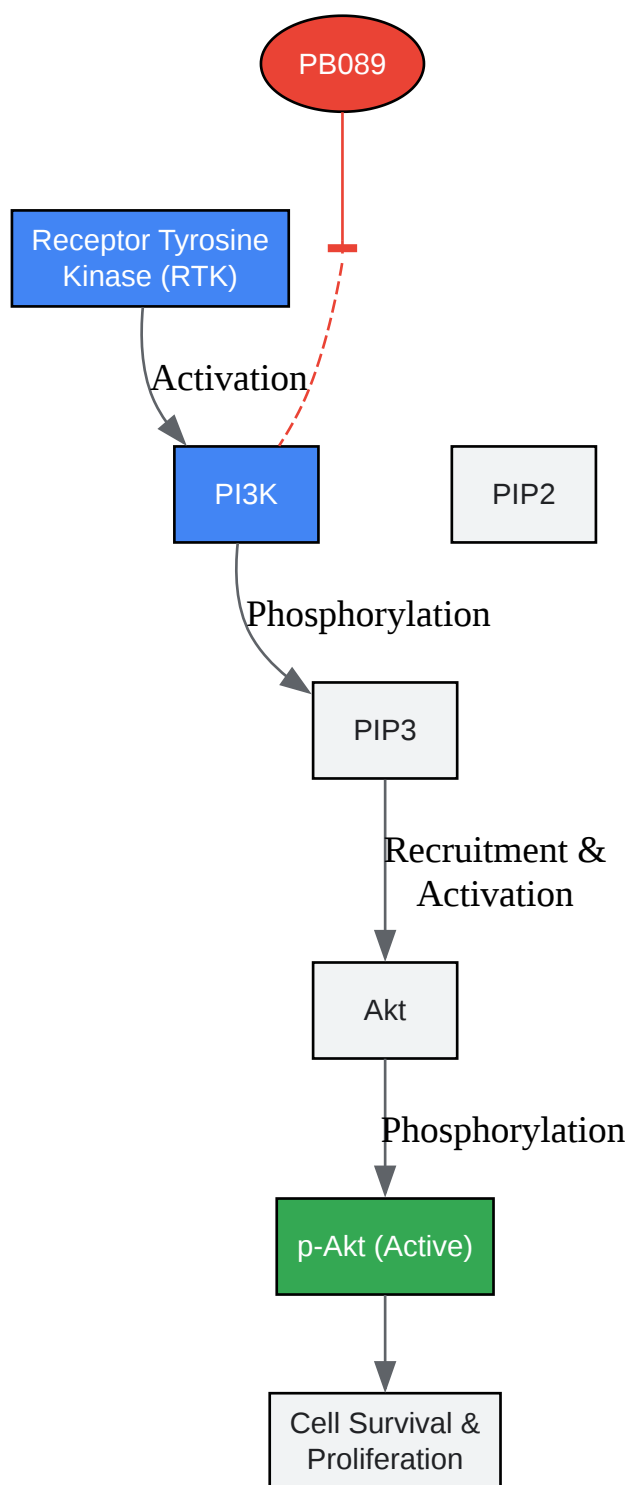 PB089
Receptor Tyrosine
Kinase (RTK)
Activation
PI3K
PIP2
Phosphorylation
PIP3
Recruitment &
Activation
Akt
Phosphorylation
p-Akt (Active)
Cell Survival &
Proliferation